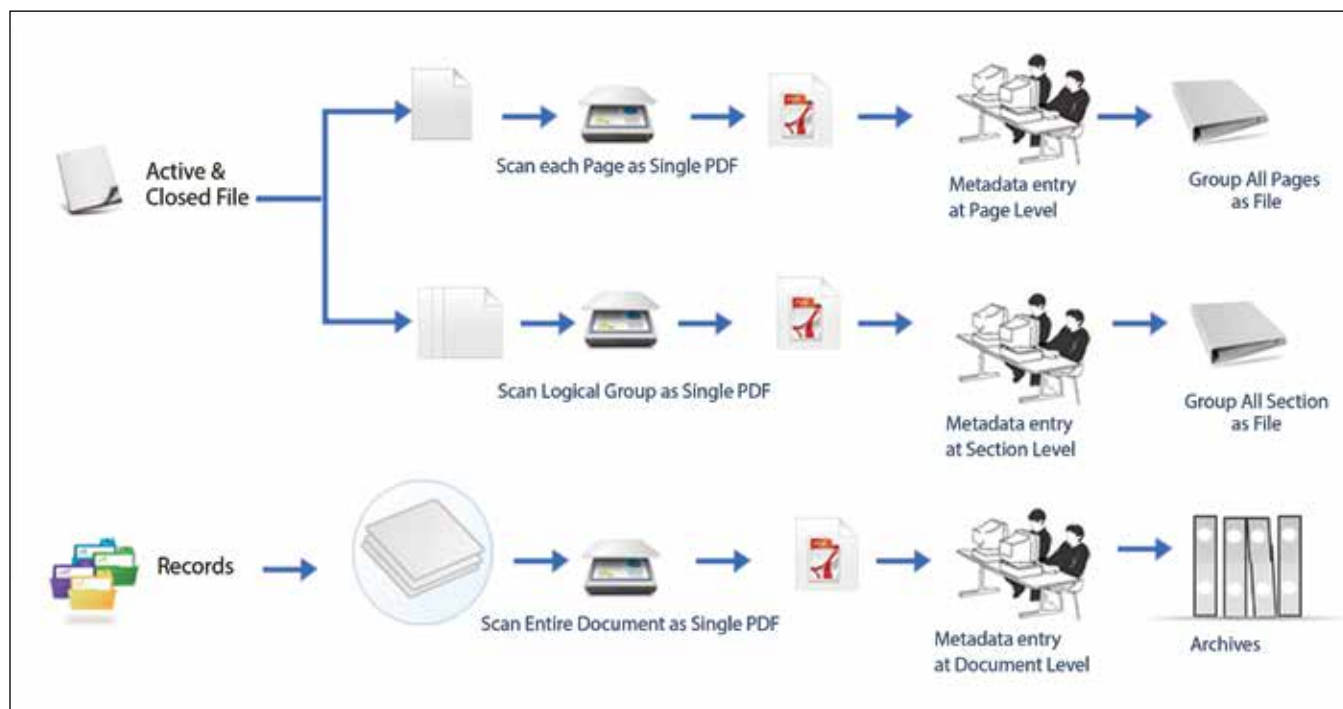 Active &
Closed File
Scan each Page as Single PDF
Metadata entry
at Page Level
Group All Pages
as File
Scan Logical Group as Single PDF
Metadata entry
at Section Level
Group All Section
as File
Records
Scan Entire Document as Single PDF
Metadata entry
at Document Level
Archives